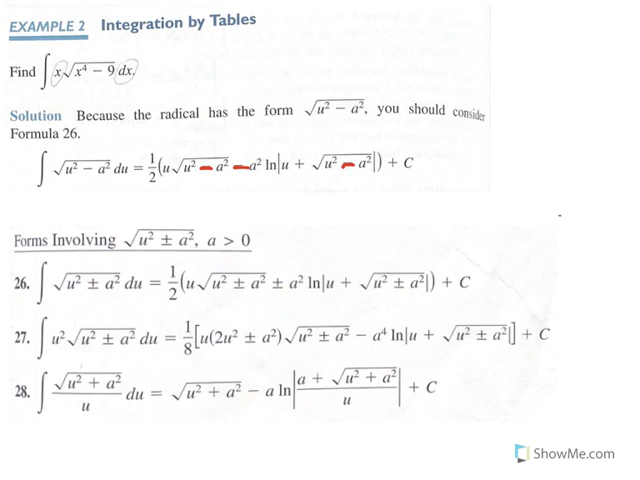 EXAMPLE 2 Integration by Tables
Find ∫ x√(x⁴ − 9) dx.
Solution Because the radical has the form √(u² − a²), you should consider
Formula 26.
∫ √(u² − a²) du = 1/2 (u√(u² − a²) − a² ln|u + √(u² − a²)|) + C
Forms Involving √(u² ± a²), a > 0
26. ∫ √(u² ± a²) du = 1/2 (u√(u² ± a²) ± a² ln|u + √(u² ± a²)|) + C
27. ∫ u²√(u² ± a²) du = 1/8 [u(2u² ± a²)√(u² ± a²) − a⁴ ln|u + √(u² ± a²)|] + C
28. ∫ √(u² + a²)/u du = √(u² + a²) − a ln|(a + √(u² + a²))/u| + C
ShowMe.com